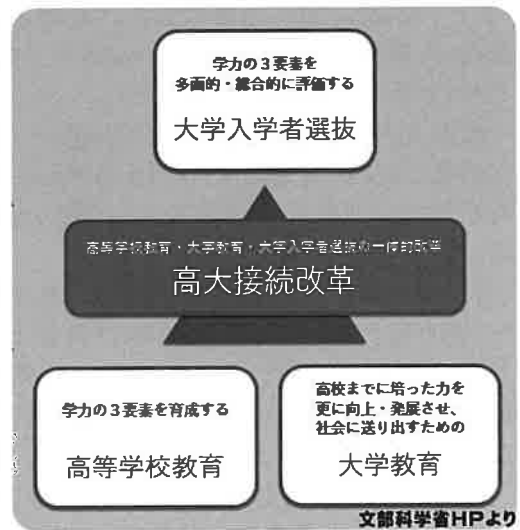 学力の3要素を
多面的・総合的に評価する
大学入学者選抜
高等学校教育・大学教育・大学入学者選抜の一体的改革
高大接続改革
学力の3要素を育成する
高等学校教育
高校までに培った力を
更に向上・発展させ、
社会に送り出すための
大学教育
文部科学省HPより